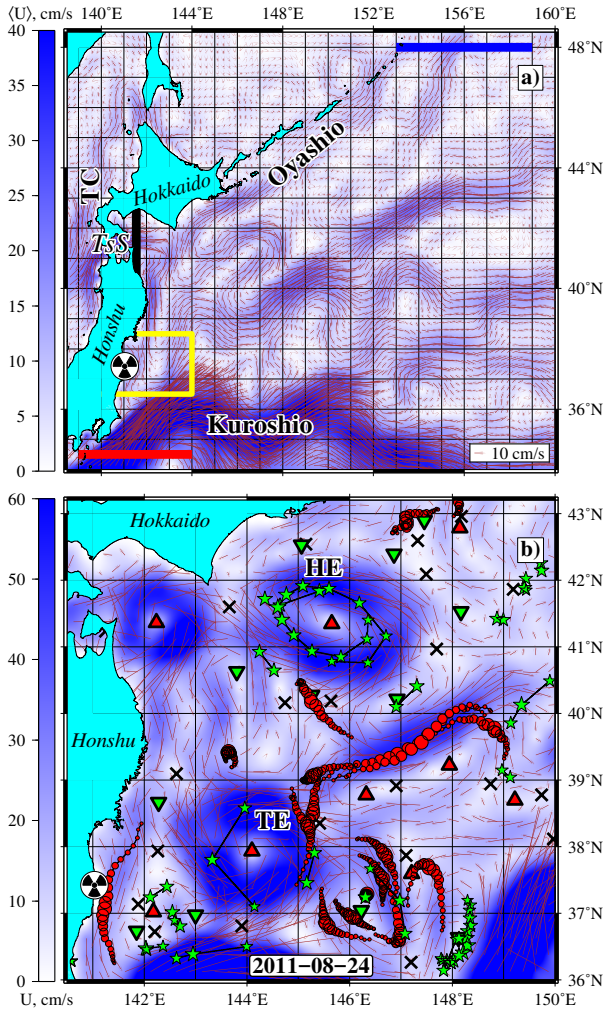 ⟨U⟩, cm/s 140°E 144°E 148°E 152°E 156°E 160°E
40
35
30
25
20
15
10
5
0
48°N
44°N
40°N
36°N
a)
Oyashio
Hokkaido
TC
TsS
Honshu
Kuroshio
10 cm/s
60
50
40
30
20
10
0
43°N
42°N
41°N
40°N
39°N
38°N
37°N
36°N
b)
Hokkaido
HE
Honshu
TE
2011−08−24
U, cm/s 142°E 144°E 146°E 148°E 150°E